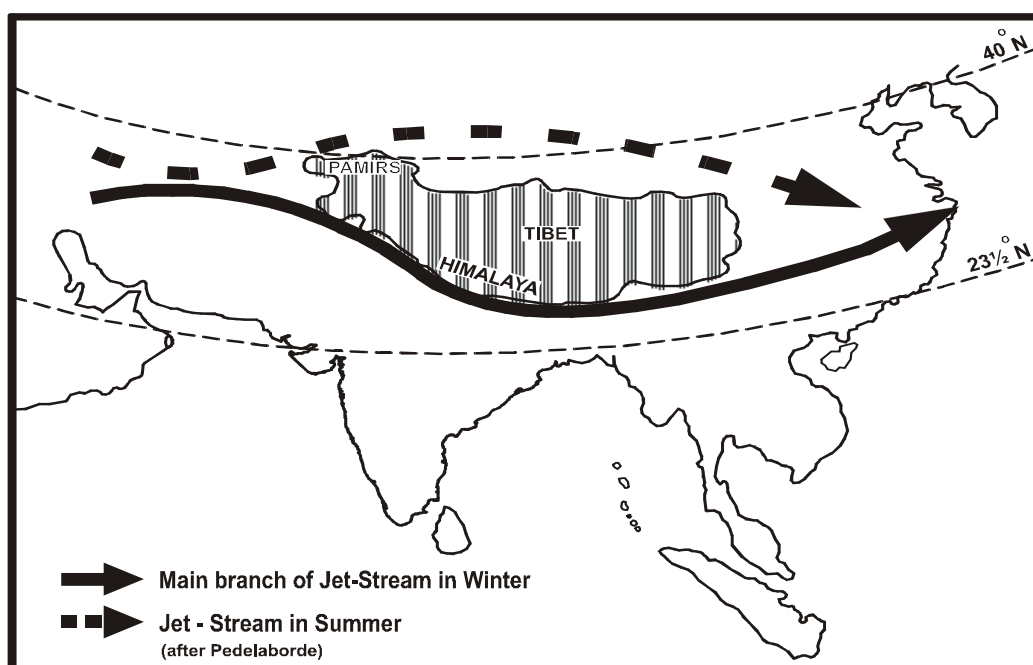 40° N
PAMIRS
TIBET
HIMALAYA
23½° N
Main branch of Jet-Stream in Winter
Jet - Stream in Summer
(after Pedelaborde)